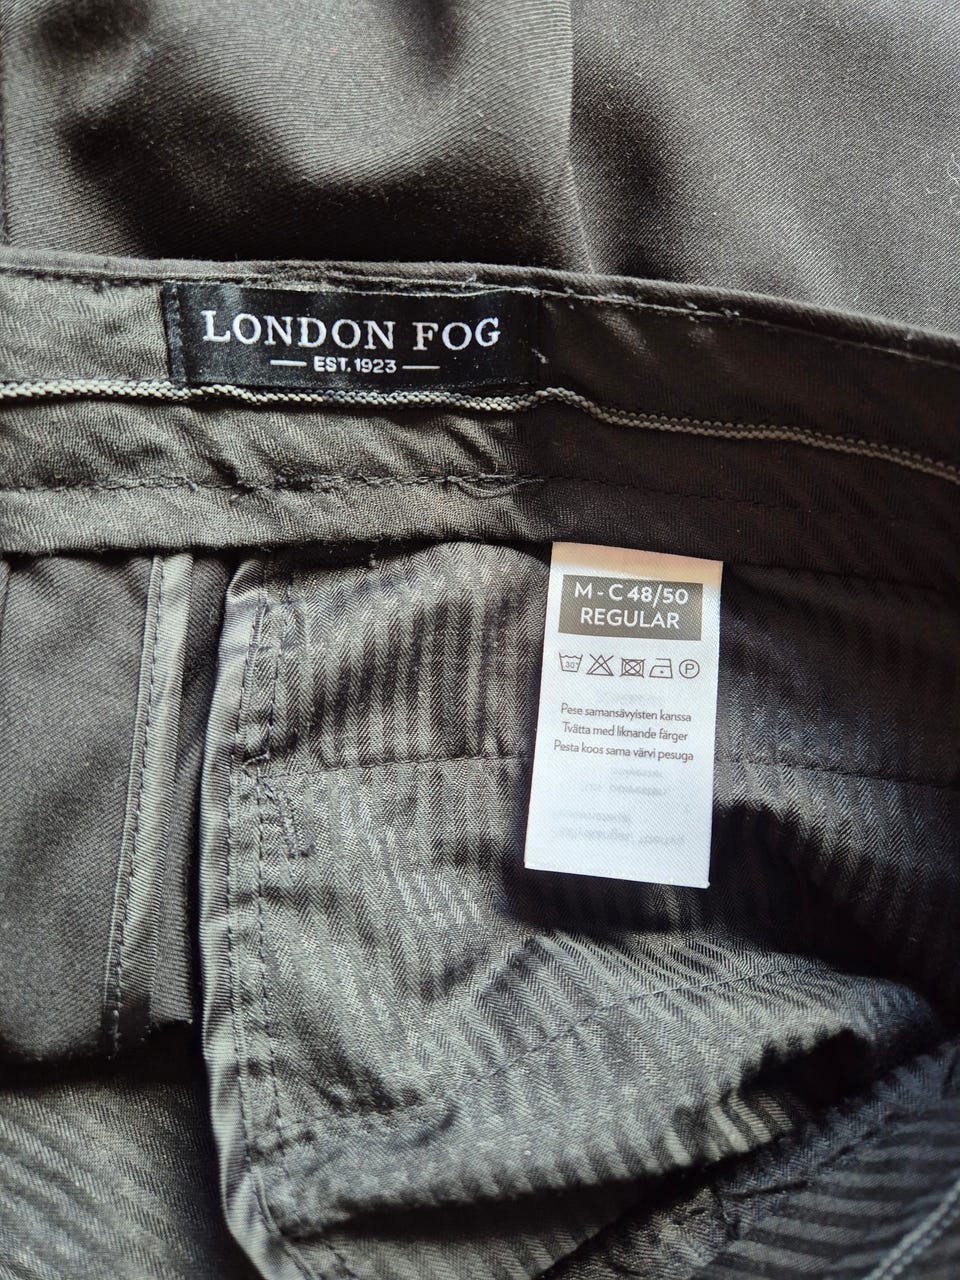 LONDON FOG
EST. 1923
M - C 48/50
REGULAR
30°
P
Pese samansävyisten kanssa
Tvätta med liknande färger
Pesta koos sama värvi pesuga